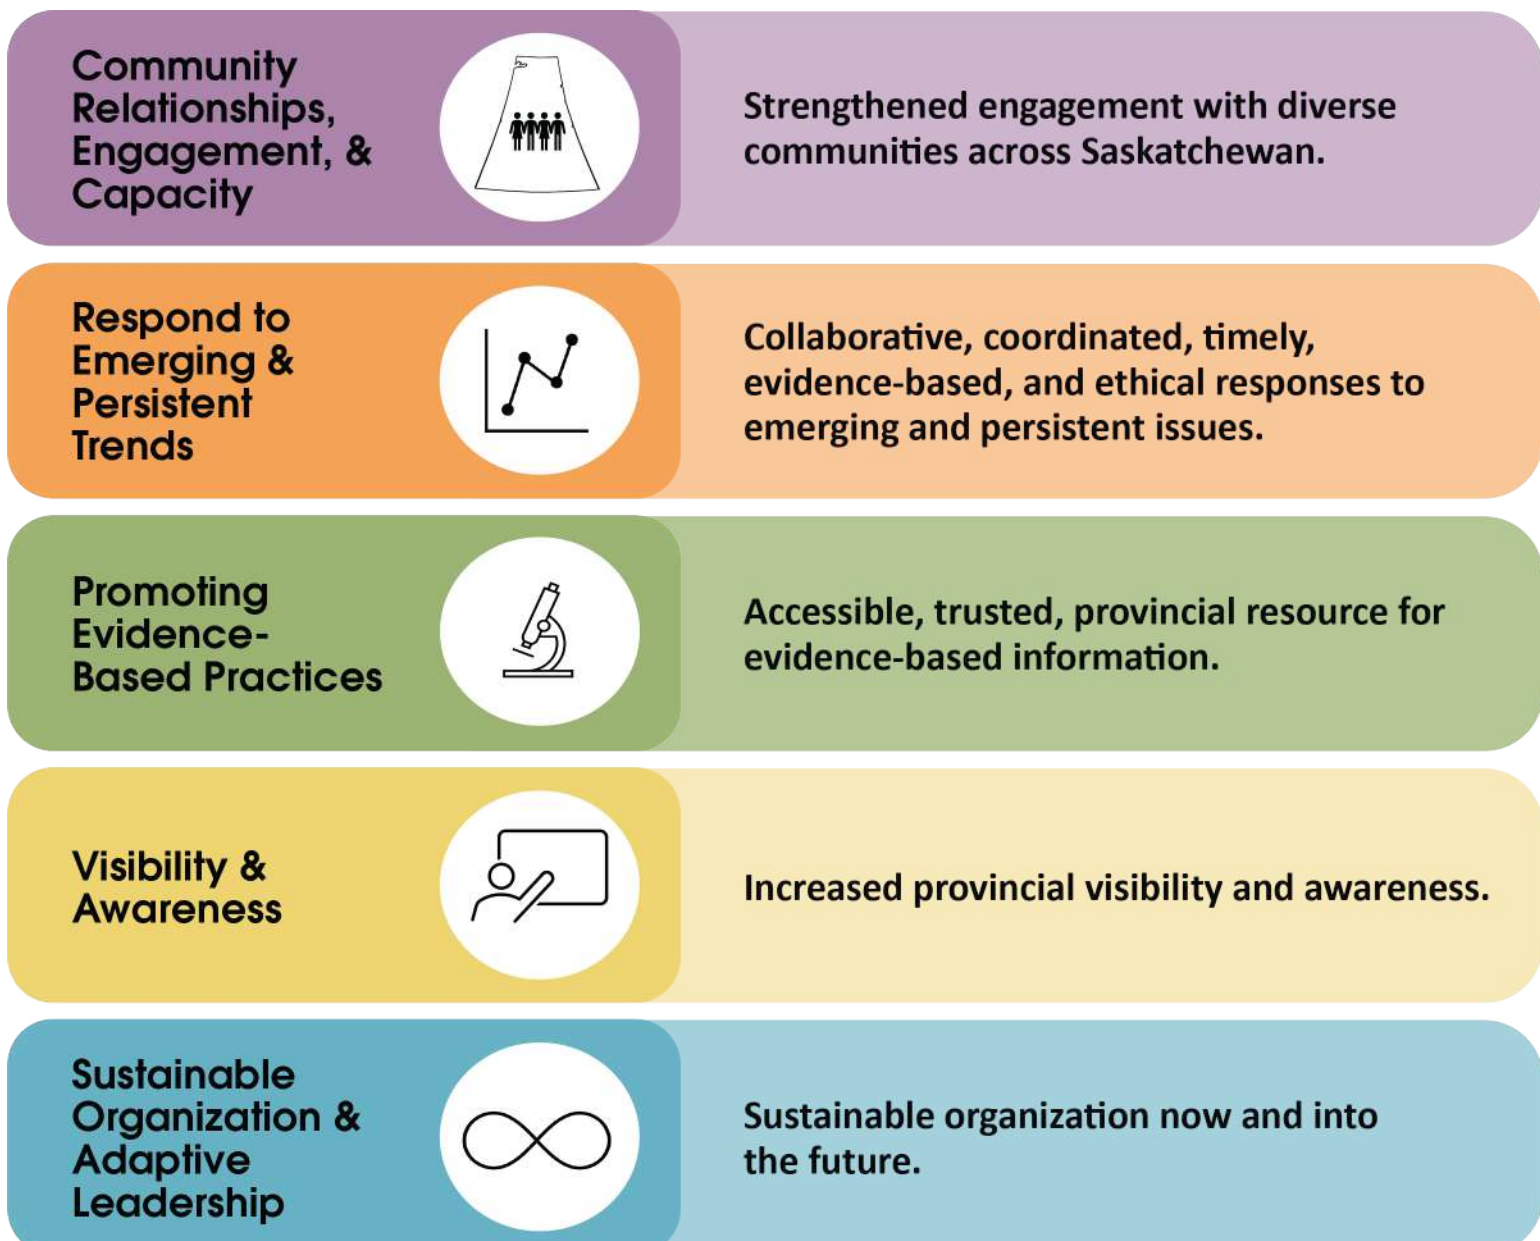 Community
Relationships,
Engagement, &
Capacity
Strengthened engagement with diverse
communities across Saskatchewan.
Respond to
Emerging &
Persistent
Trends
Collaborative, coordinated, timely,
evidence-based, and ethical responses to
emerging and persistent issues.
Promoting
Evidence-
Based Practices
Accessible, trusted, provincial resource for
evidence-based information.
Visibility &
Awareness
Increased provincial visibility and awareness.
Sustainable
Organization &
Adaptive
Leadership
Sustainable organization now and into
the future.